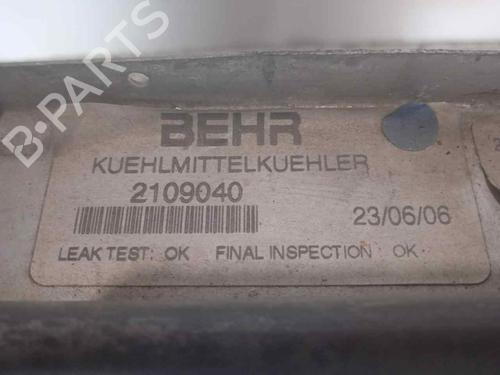 BEHR
KUEHLMITTELKUEHLER
2109040
23/06/06
LEAK TEST: OK FINAL INSPECTION : OK
B-PARTS